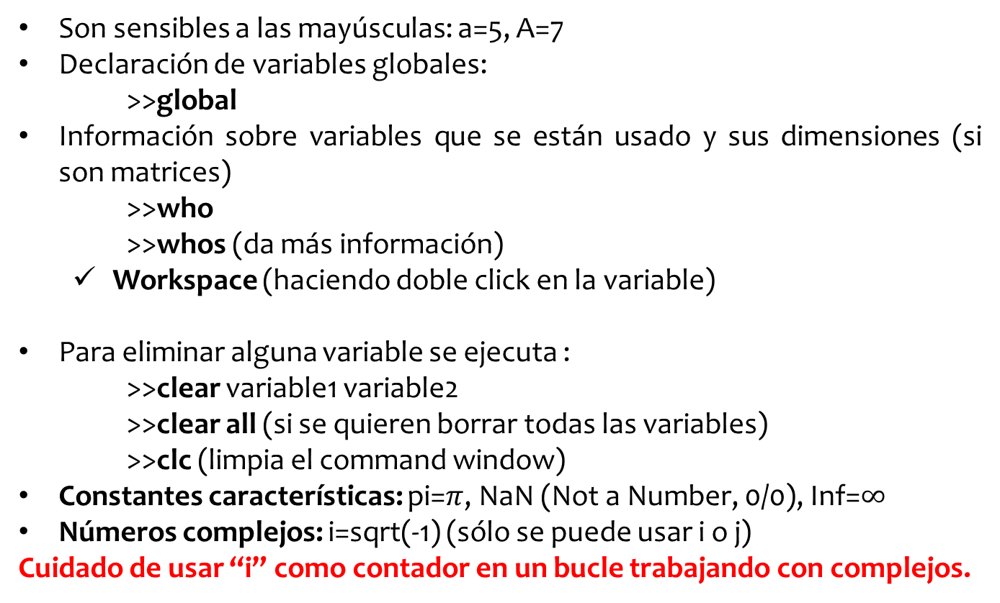 • Son sensibles a las mayúsculas: a=5, A=7
• Declaración de variables globales:
>>global
• Información sobre variables que se están usado y sus dimensiones (si
son matrices)
>>who
>>whos (da más información)
✓ Workspace (haciendo doble click en la variable)
• Para eliminar alguna variable se ejecuta :
>>clear variable1 variable2
>>clear all (si se quieren borrar todas las variables)
>>clc (limpia el command window)
• Constantes características: pi=𝜋, NaN (Not a Number, 0/0), Inf=∞
• Números complejos: i=sqrt(-1) (sólo se puede usar i o j)
Cuidado de usar “i” como contador en un bucle trabajando con complejos.